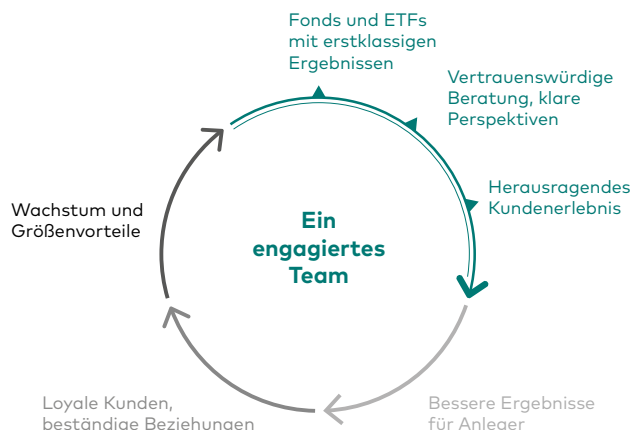 Fonds und ETFs
mit erstklassigen
Ergebnissen
Vertrauenswürdige
Beratung, klare
Perspektiven
Herausragendes
Kundenerlebnis
Wachstum und
Größenvorteile
Ein
engagiertes
Team
Loyale Kunden,
beständige Beziehungen
Bessere Ergebnisse
für Anleger